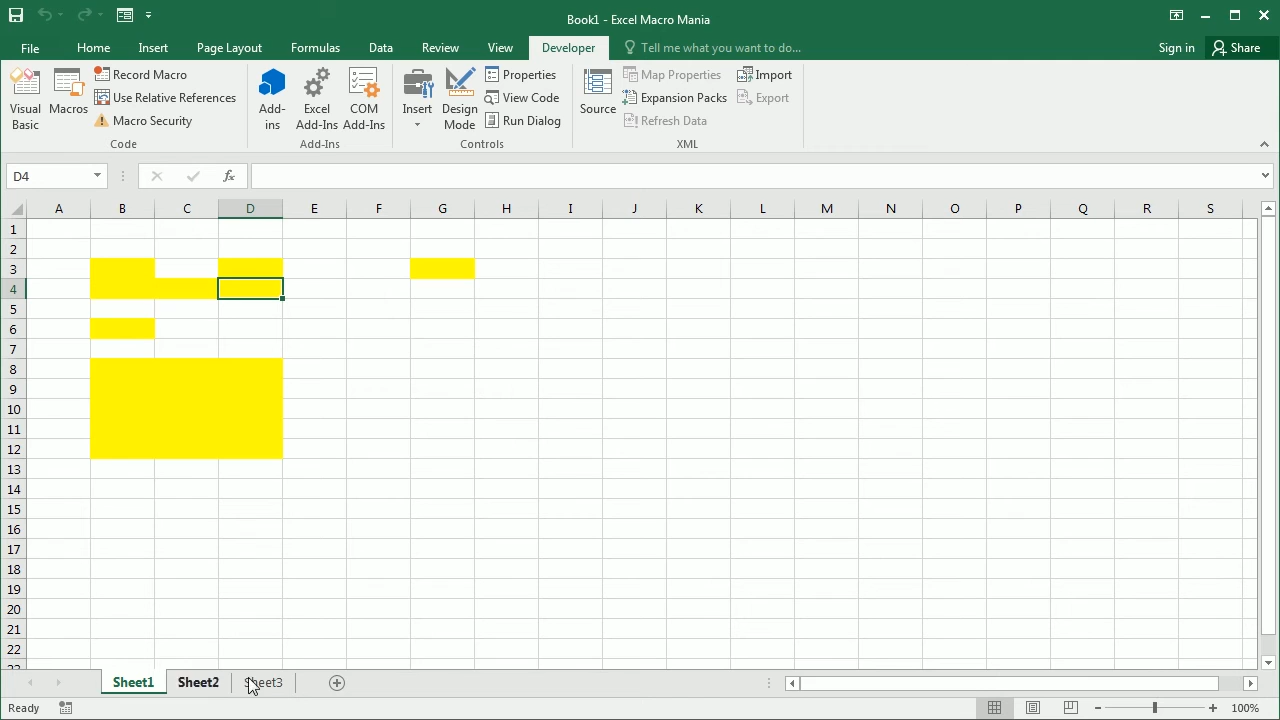 Book1 - Excel Macro Mania
File Home Insert Page Layout Formulas Data Review View Developer Tell me what you want to do... Sign in Share
Visual Basic
Macros
Record Macro
Use Relative References
Macro Security
Code
Add-ins
Excel Add-Ins
COM Add-Ins
Add-Ins
Insert
Design Mode
Properties
View Code
Run Dialog
Controls
Source
Map Properties
Expansion Packs
Refresh Data
Import
Export
XML
D4 fx
A B C D E F G H I J K L M N O P Q R S
1
2
3
4
5
6
7
8
9
10
11
12
13
14
15
16
17
18
19
20
21
22
23
Sheet1 Sheet2 Sheet3
Ready 100%